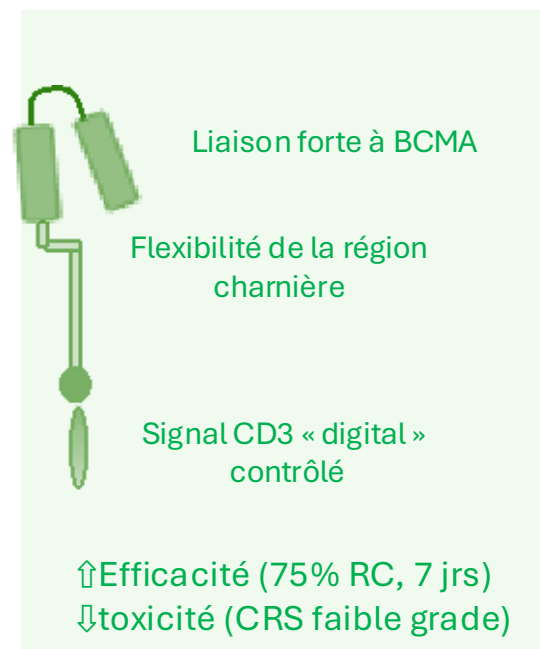 Liaison forte à BCMA
Flexibilité de la région
charnière
Signal CD3 « digital »
contrôlé
⇧Efficacité (75% RC, 7 jrs)
⇩toxicité (CRS faible grade)